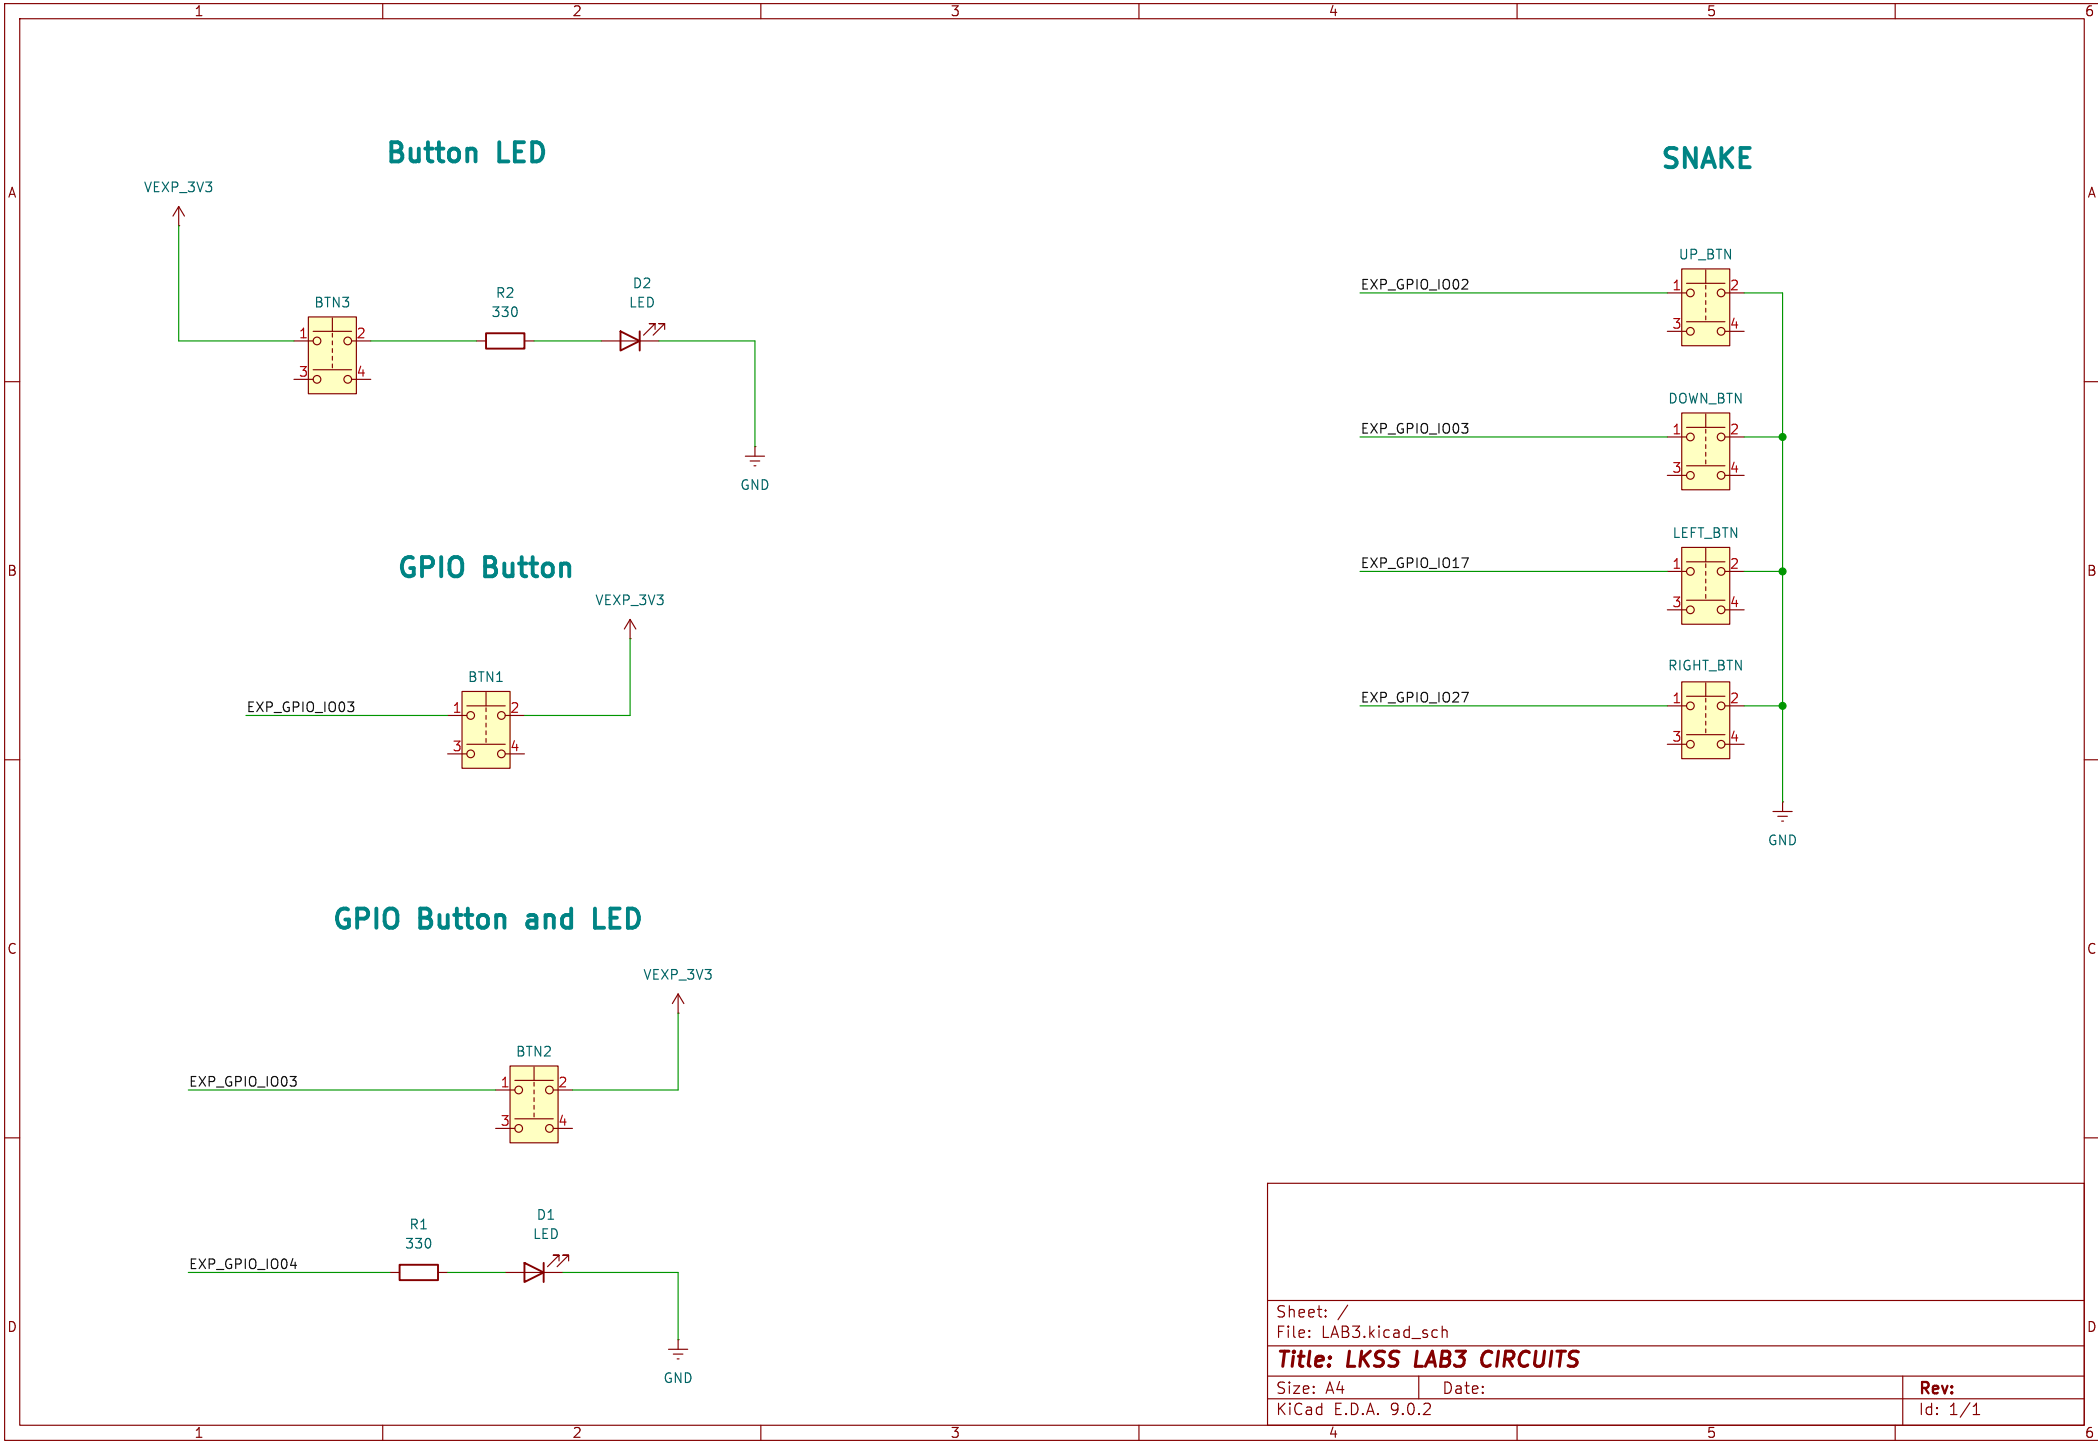 1 2 3 4 5 6
Button LED
VEXP_3V3
BTN3
1 2
3 4
R2
330
D2
LED
GND
GPIO Button
VEXP_3V3
BTN1
EXP_GPIO_IO03
1 2
3 4
GPIO Button and LED
VEXP_3V3
BTN2
EXP_GPIO_IO03
1 2
3 4
R1
330
D1
LED
EXP_GPIO_IO04
GND
SNAKE
UP_BTN
EXP_GPIO_IO02
1 2
3 4
DOWN_BTN
EXP_GPIO_IO03
1 2
3 4
LEFT_BTN
EXP_GPIO_IO17
1 2
3 4
RIGHT_BTN
EXP_GPIO_IO27
1 2
3 4
GND
A A
B B
C C
D D
Sheet: /
File: LAB3.kicad_sch
Title: LKSS LAB3 CIRCUITS
Size: A4 Date: Rev:
KiCad E.D.A. 9.0.2 Id: 1/1
1 2 3 4 5 6